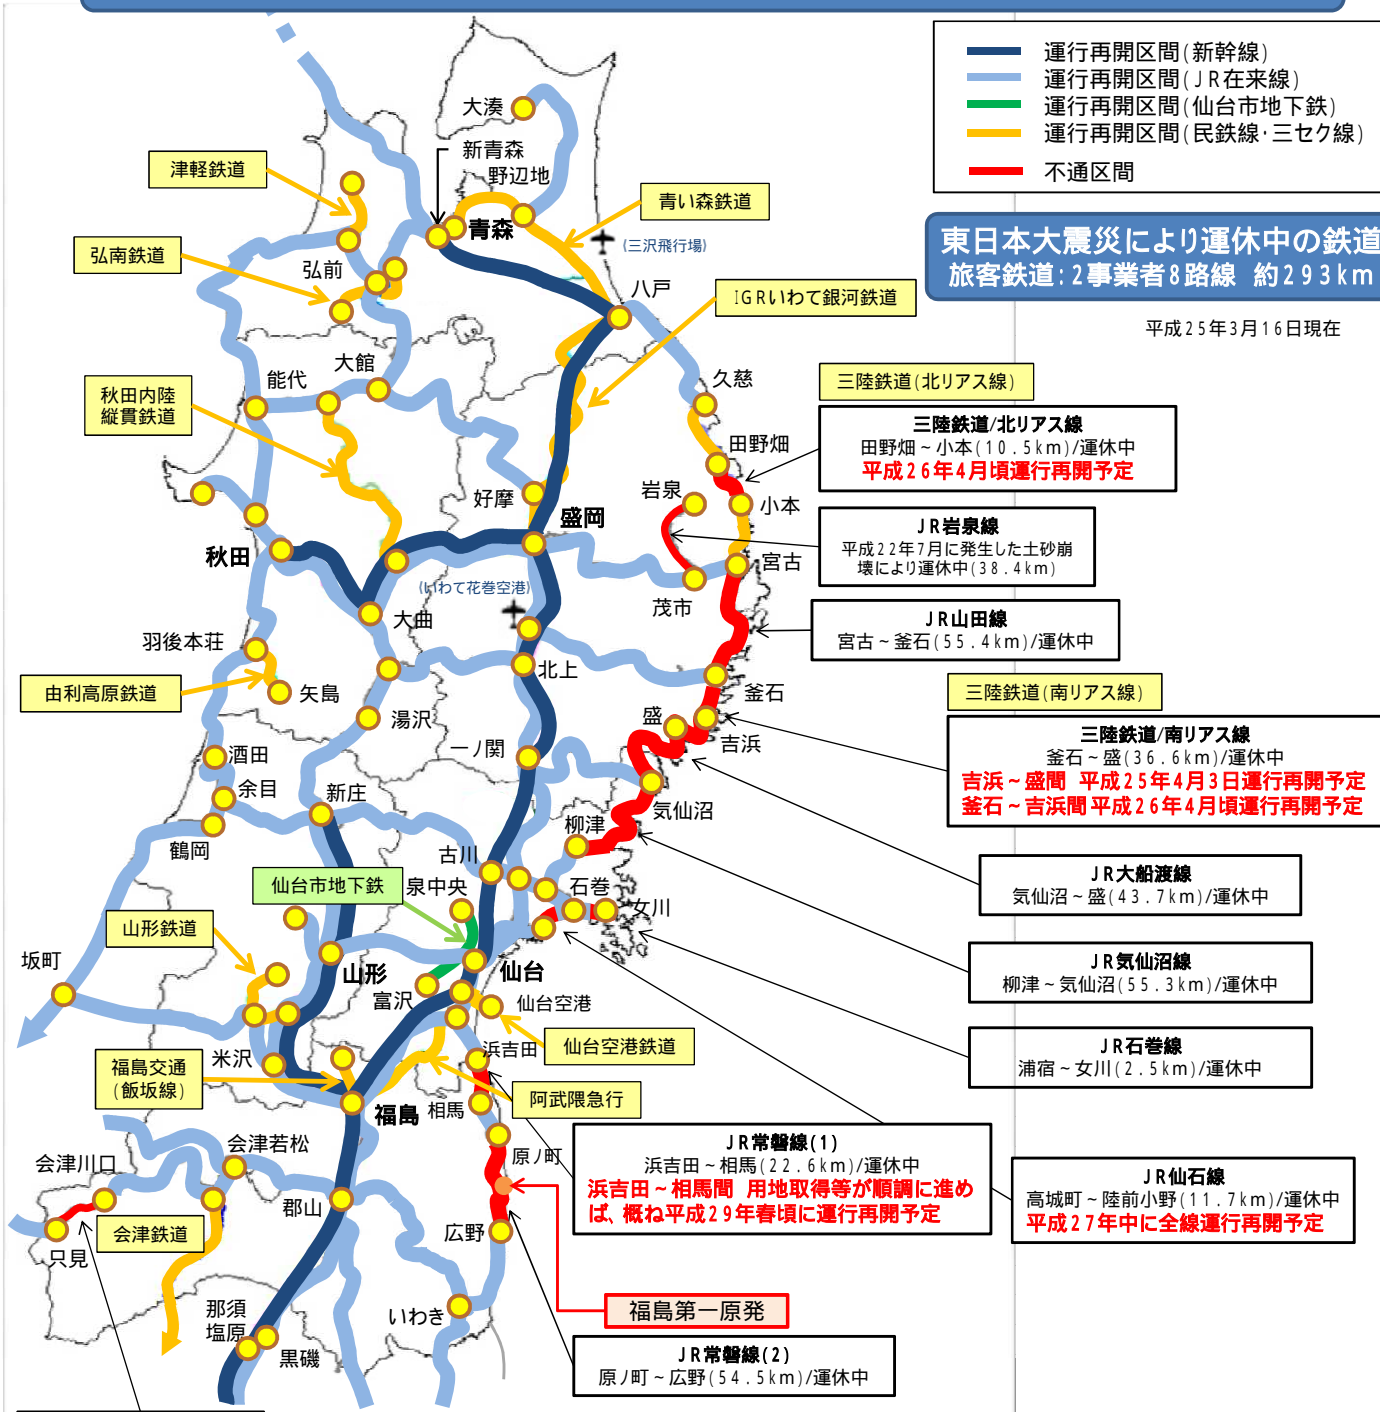 運行再開区間(新幹線)
運行再開区間(JR在来線)
運行再開区間(仙台市地下鉄)
運行再開区間(民鉄線・三セク線)
不通区間
東日本大震災により運休中の鉄道
旅客鉄道:2事業者8路線 約293km
平成25年3月16日現在
大湊
新青森
野辺地
津軽鉄道
青い森鉄道
青森
(三沢飛行場)
弘南鉄道
弘前
八戸
IGRいわて銀河鉄道
大館
能代
秋田内陸
縦貫鉄道
久慈
三陸鉄道(北リアス線)
三陸鉄道/北リアス線
田野畑~小本(10.5km)/運休中
平成26年4月頃運行再開予定
田野畑
岩泉
小本
好摩
盛岡
JR岩泉線
平成22年7月に発生した土砂崩
壊により運休中(38.4km)
秋田
宮古
(いわて花巻空港)
茂市
大曲
JR山田線
宮古~釜石(55.4km)/運休中
羽後本荘
北上
釜石
由利高原鉄道
矢島
湯沢
三陸鉄道(南リアス線)
盛
吉浜
三陸鉄道/南リアス線
釜石~盛(36.6km)/運休中
吉浜~盛間 平成25年4月3日運行再開予定
釜石~吉浜間 平成26年4月頃運行再開予定
一ノ関
酒田
余目
新庄
気仙沼
鶴岡
柳津
古川
JR大船渡線
気仙沼~盛(43.7km)/運休中
仙台市地下鉄
泉中央
石巻
女川
山形鉄道
坂町
山形
仙台
JR気仙沼線
柳津~気仙沼(55.3km)/運休中
富沢
仙台空港
JR石巻線
浦宿~女川(2.5km)/運休中
米沢
浜吉田
仙台空港鉄道
福島交通
(飯坂線)
福島
相馬
阿武隈急行
会津若松
会津川口
原ノ町
JR常磐線(1)
浜吉田~相馬(22.6km)/運休中
浜吉田~相馬間 用地取得等が順調に進め
ば、概ね平成29年春頃に運行再開予定
JR仙石線
高城町~陸前小野(11.7km)/運休中
平成27年中に全線運行再開予定
郡山
会津鉄道
広野
只見
福島第一原発
いわき
那須
塩原
黒磯
JR常磐線(2)
原ノ町~広野(54.5km)/運休中